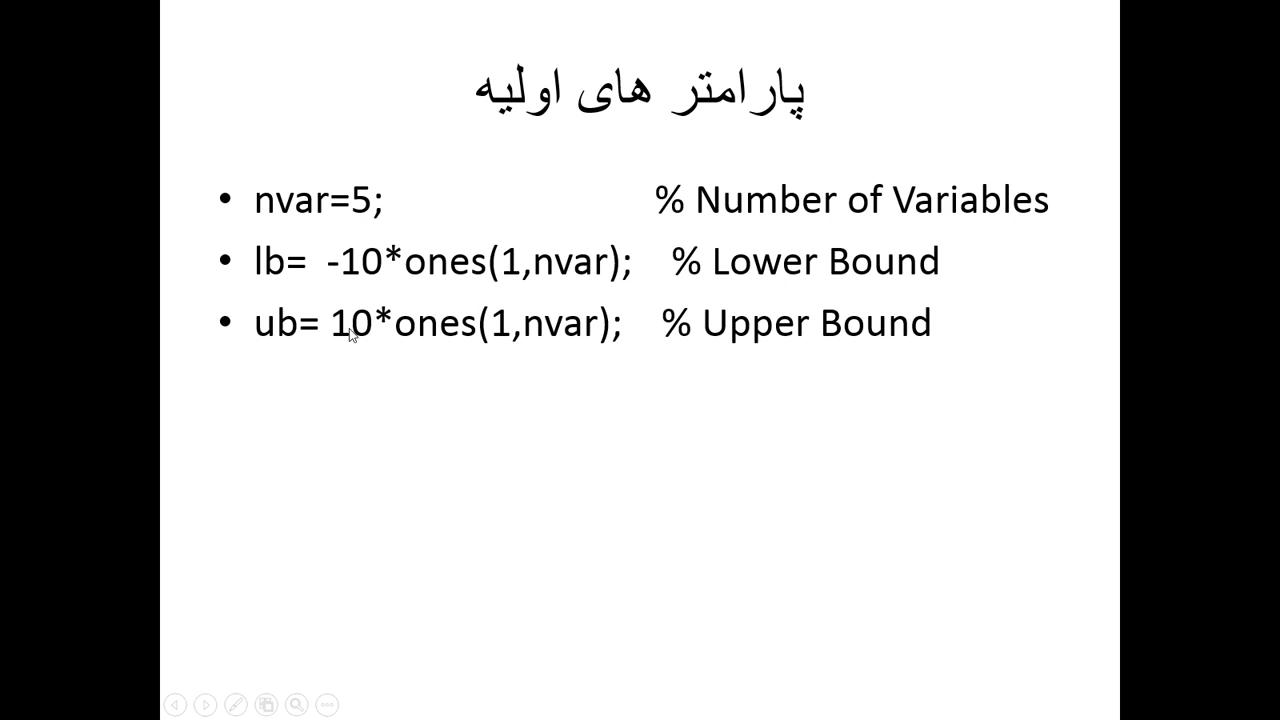 پارامتر های اولیه
• nvar=5; % Number of Variables
• lb= -10*ones(1,nvar); % Lower Bound
• ub= 10*ones(1,nvar); % Upper Bound